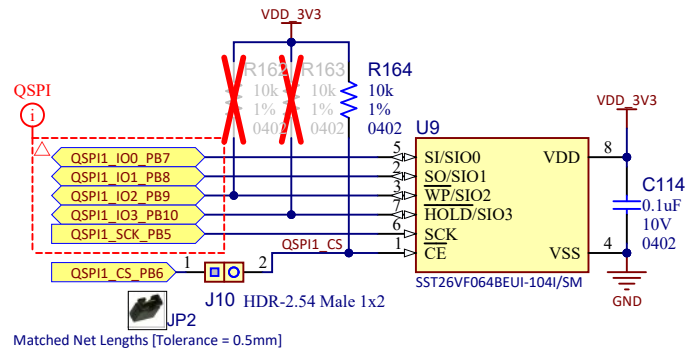 VDD_3V3
R162
10k
1%
0402
R163
10k
1%
0402
R164
10k
1%
0402
QSPI
i
QSPI1_IO0_PB7
QSPI1_IO1_PB8
QSPI1_IO2_PB9
QSPI1_IO3_PB10
QSPI1_SCK_PB5
QSPI1_CS_PB6
1
2
J10 HDR-2.54 Male 1x2
JP2
QSPI1_CS
U9
5 SI/SIO0
2 SO/SIO1
3 WP/SIO2
7 HOLD/SIO3
6 SCK
1 CE
VDD 8
VSS 4
SST26VF064BEUI-104I/SM
VDD_3V3
C114
0.1uF
10V
0402
GND
Matched Net Lengths [Tolerance = 0.5mm]